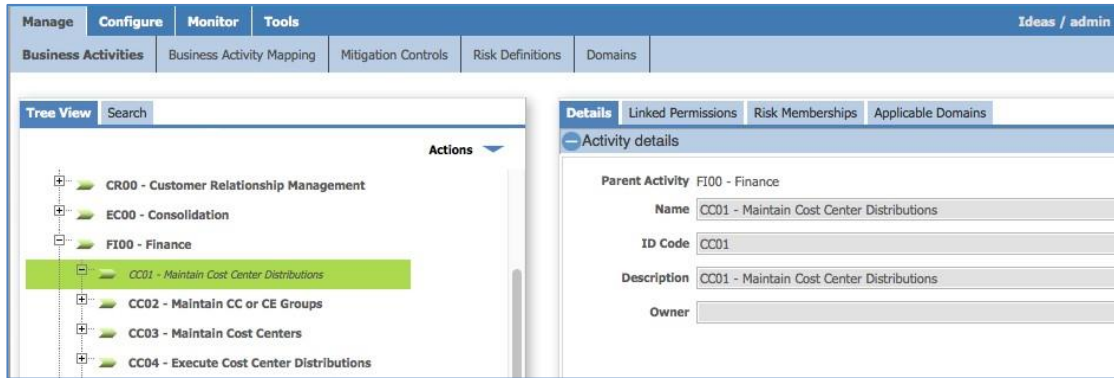 Manage Configure Monitor Tools Ideas / admin
Business Activities Business Activity Mapping Mitigation Controls Risk Definitions Domains
Tree View Search
Actions
CR00 - Customer Relationship Management
EC00 - Consolidation
FI00 - Finance
CC01 - Maintain Cost Center Distributions
CC02 - Maintain CC or CE Groups
CC03 - Maintain Cost Centers
CC04 - Execute Cost Center Distributions
Details Linked Permissions Risk Memberships Applicable Domains
Activity details
Parent Activity FI00 - Finance
Name CC01 - Maintain Cost Center Distributions
ID Code CC01
Description CC01 - Maintain Cost Center Distributions
Owner